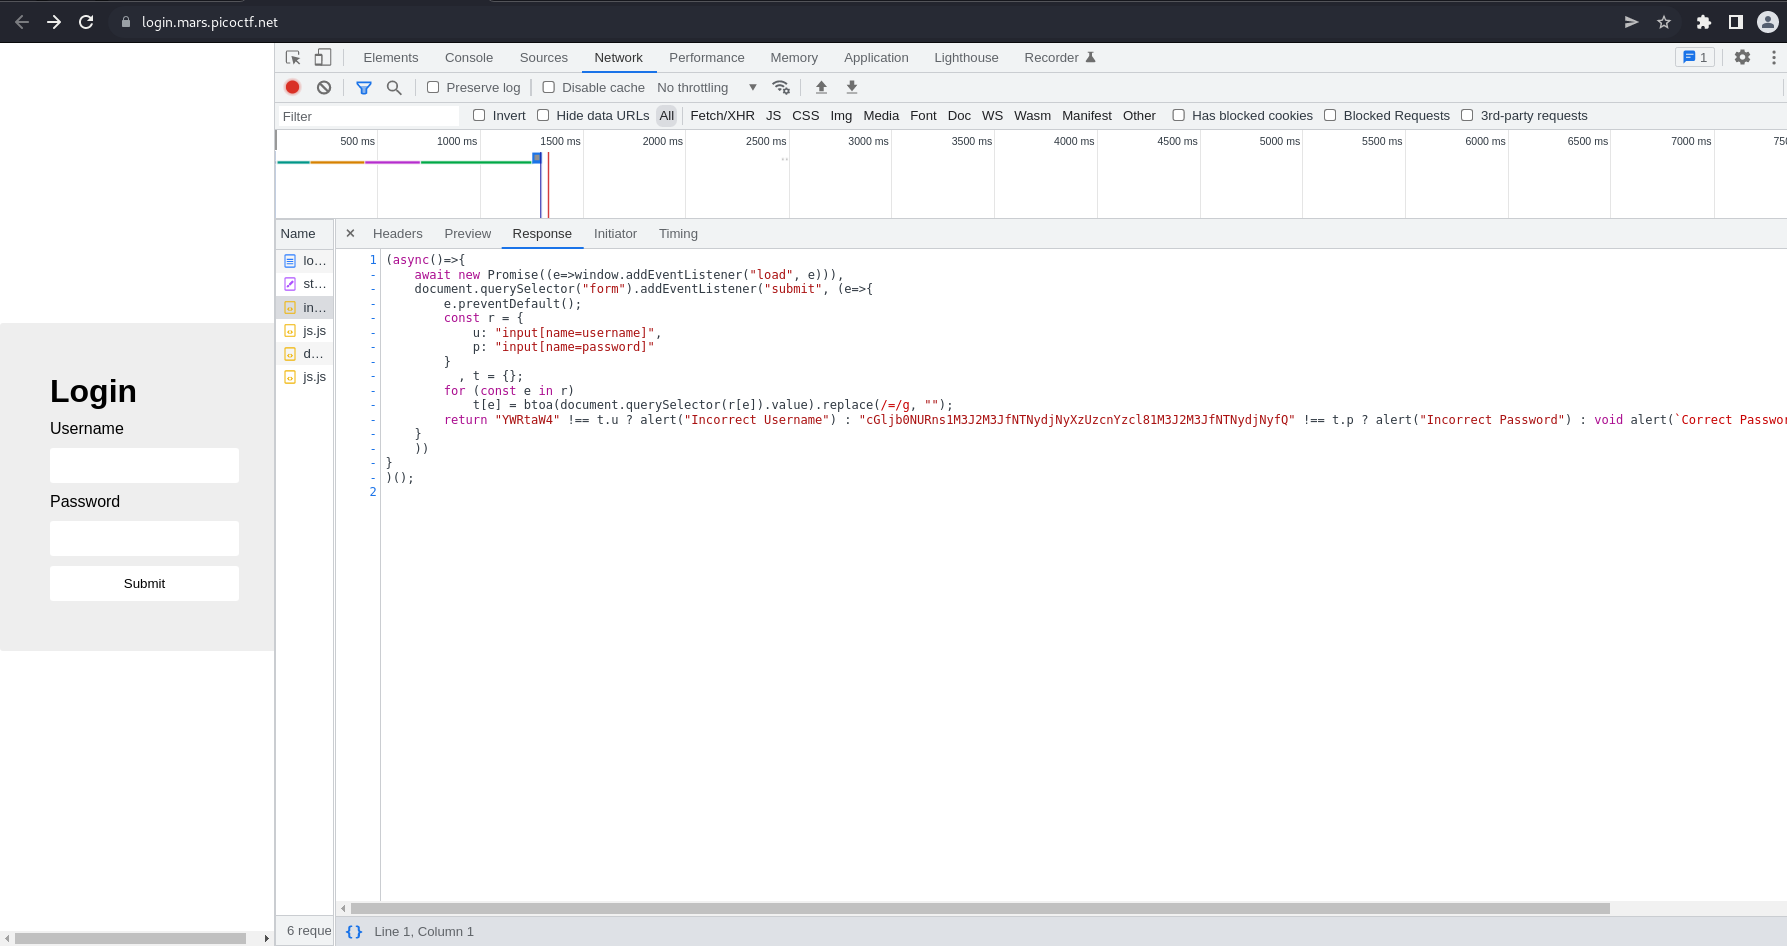 login.mars.picoctf.net
Elements Console Sources Network Performance Memory Application Lighthouse Recorder 1
Preserve log Disable cache No throttling
Filter Invert Hide data URLs All Fetch/XHR JS CSS Img Media Font Doc WS Wasm Manifest Other Has blocked cookies Blocked Requests 3rd-party requests
500 ms 1000 ms 1500 ms 2000 ms 2500 ms 3000 ms 3500 ms 4000 ms 4500 ms 5000 ms 5500 ms 6000 ms 6500 ms 7000 ms 750
Name × Headers Preview Response Initiator Timing
lo...
st...
in...
js.js
d...
js.js
1 (async()=>{
- await new Promise((e=>window.addEventListener("load", e))),
- document.querySelector("form").addEventListener("submit", (e=>{
- e.preventDefault();
- const r = {
- u: "input[name=username]",
- p: "input[name=password]"
- }
- , t = {};
- for (const e in r)
- t[e] = btoa(document.querySelector(r[e]).value).replace(/=/g, "");
- return "YWRtaW4" !== t.u ? alert("Incorrect Username") : "cGljb0NURns1M3J2M3JfNTNydjNyXzUzcnYzcl81M3J2M3JfNTNydjNyfQ" !== t.p ? alert("Incorrect Password") : void alert(`Correct Passwor
- }
- ))
- }
- )();
2
Login
Username
Password
Submit
6 reque {} Line 1, Column 1